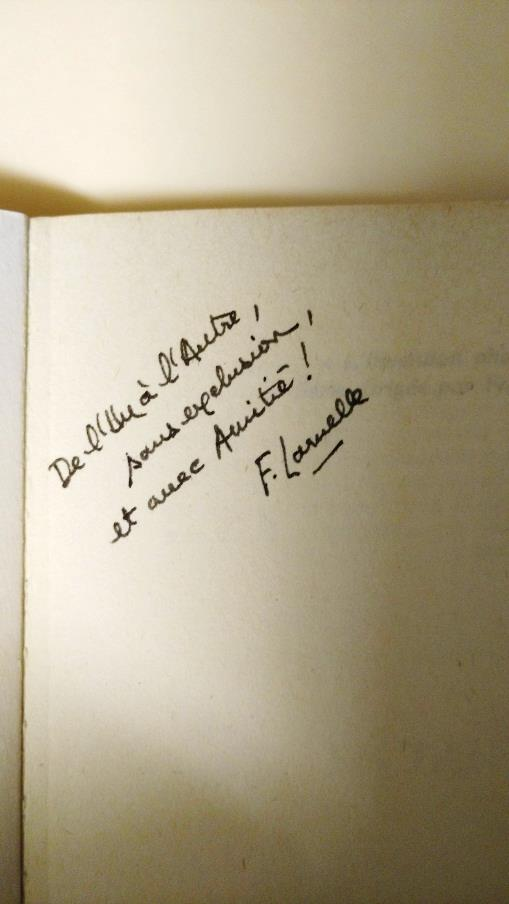 De l'Un à l'Autre,
sans exclusion,
et avec Amitié !
F. Laruelle